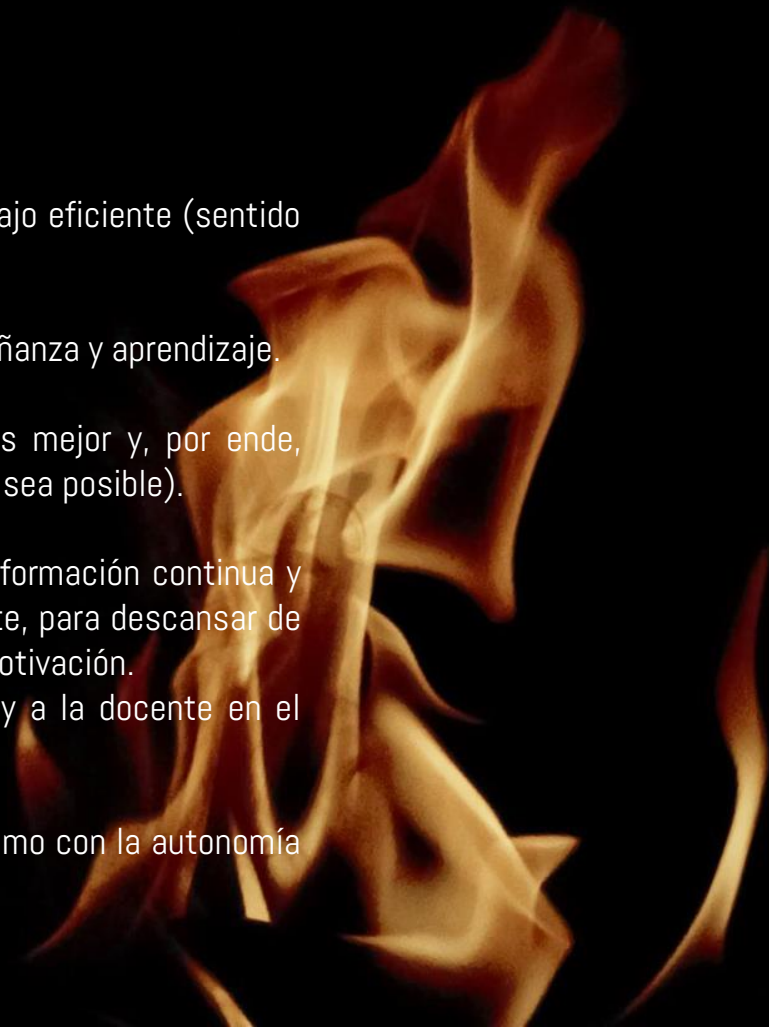 ajo eficiente (sentido
ñanza y aprendizaje.
s mejor y, por ende,
sea posible).
formación continua y
te, para descansar de
otivación.
y a la docente en el
mo con la autonomía